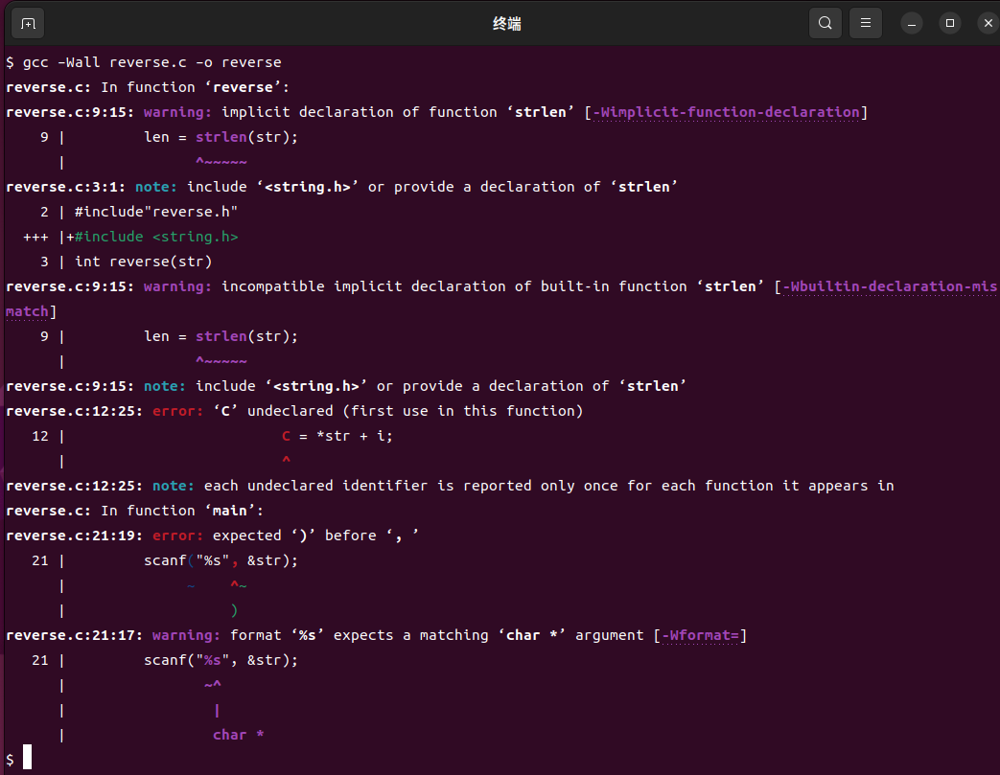 终端
$ gcc -Wall reverse.c -o reverse
reverse.c: In function ‘reverse’:
reverse.c:9:15: warning: implicit declaration of function ‘strlen’ [-Wimplicit-function-declaration]
    9 |         len = strlen(str);
      |               ^~~~~~
reverse.c:3:1: note: include ‘<string.h>’ or provide a declaration of ‘strlen’
    2 | #include"reverse.h"
  +++ |+#include <string.h>
    3 | int reverse(str)
reverse.c:9:15: warning: incompatible implicit declaration of built-in function ‘strlen’ [-Wbuiltin-declaration-mis
match]
    9 |         len = strlen(str);
      |               ^~~~~~
reverse.c:9:15: note: include ‘<string.h>’ or provide a declaration of ‘strlen’
reverse.c:12:25: error: ‘C’ undeclared (first use in this function)
   12 |                         C = *str + i;
      |                         ^
reverse.c:12:25: note: each undeclared identifier is reported only once for each function it appears in
reverse.c: In function ‘main’:
reverse.c:21:19: error: expected ‘)’ before ‘,’
   21 |         scanf("%s", &str);
      |              ~    ^~
      |                   )
reverse.c:21:17: warning: format ‘%s’ expects a matching ‘char *’ argument [-Wformat=]
   21 |         scanf("%s", &str);
      |                ~^
      |                 |
      |                 char *
$